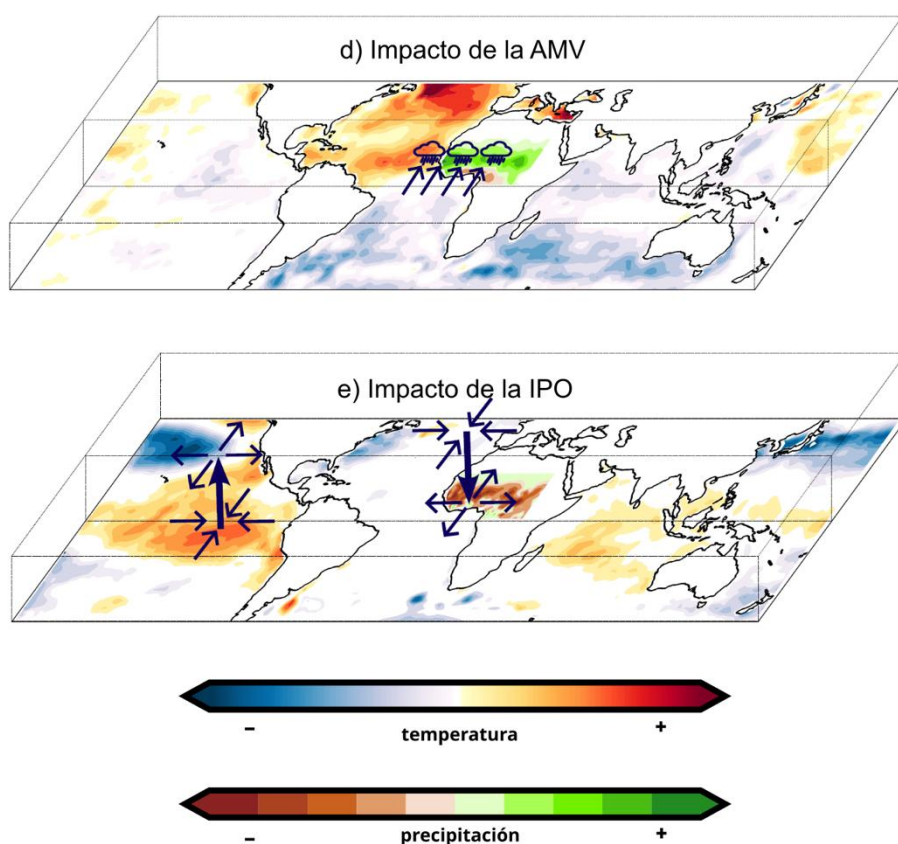 d) Impacto de la AMV
e) Impacto de la IPO
- +
temperatura
- +
precipitación